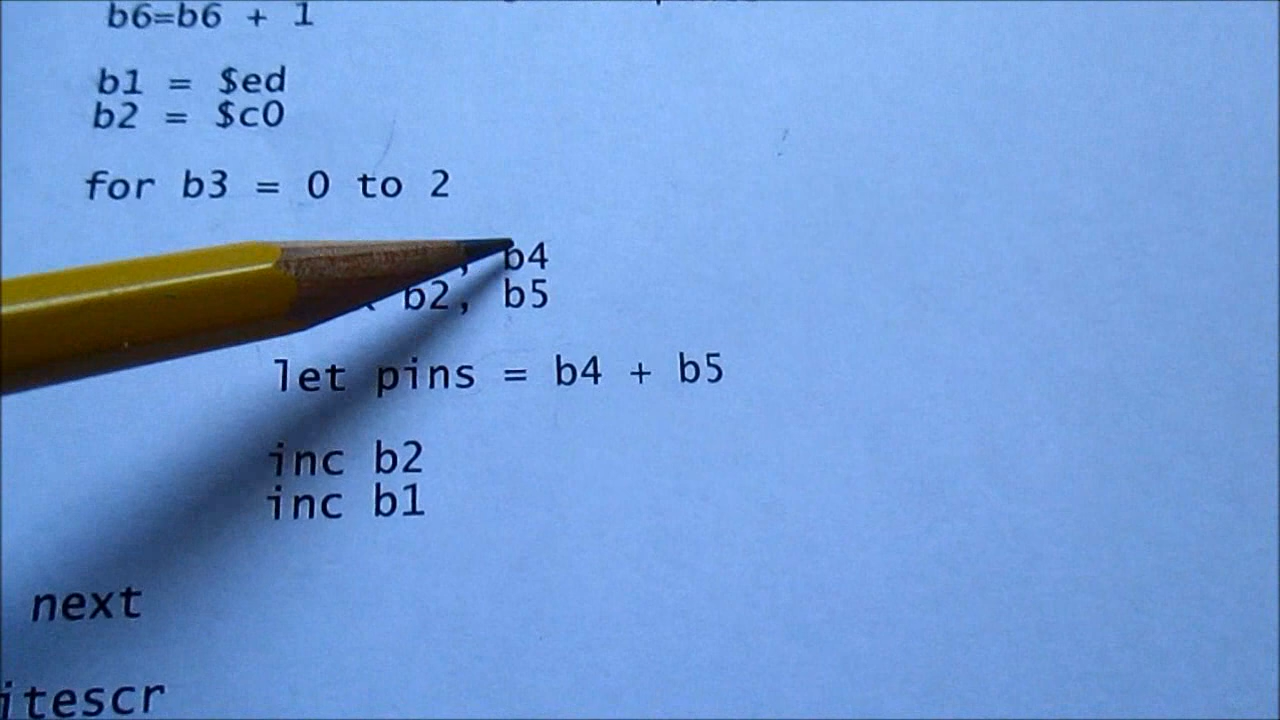 b6=b6 + 1
b1 = $ed
b2 = $c0
for b3 = 0 to 2
, b4
b2, b5
let pins = b4 + b5
inc b2
inc b1
next
itescr